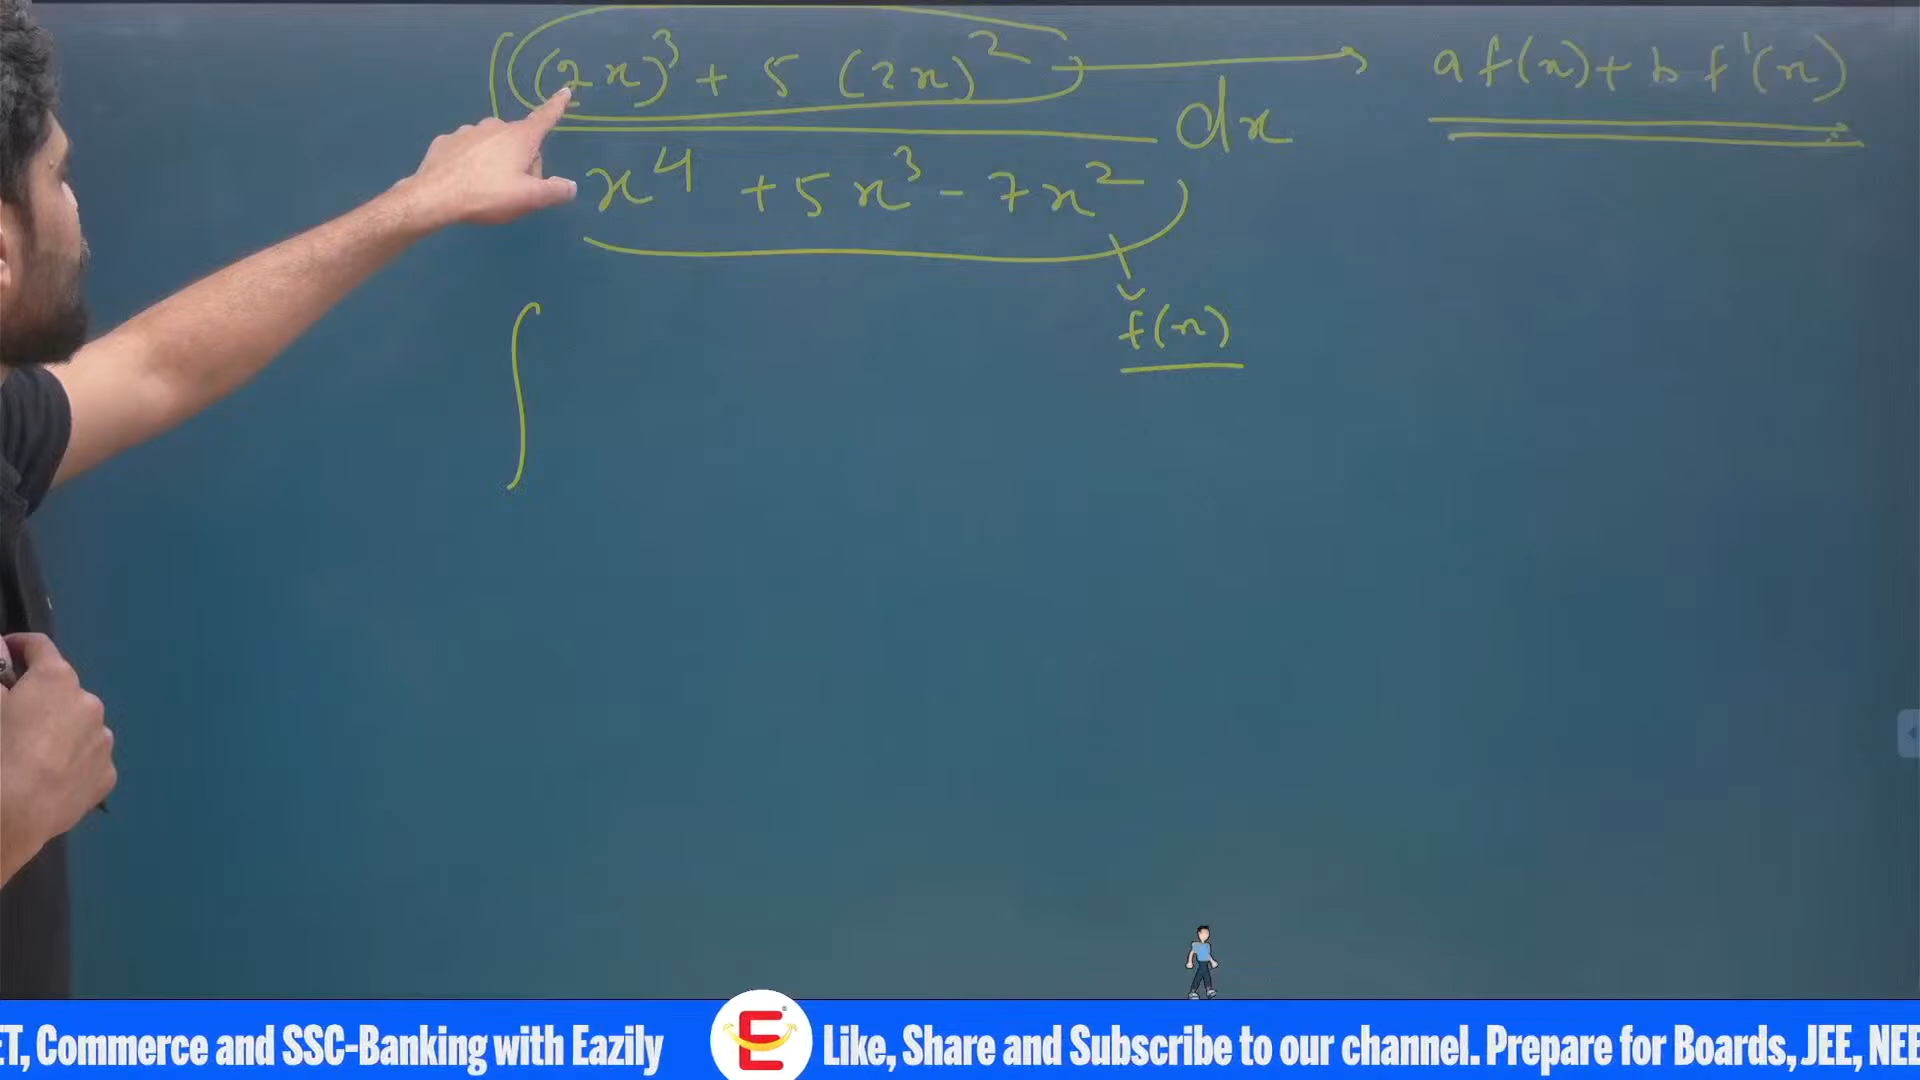 ∫ (2x)³ + 5 (2x)² → a f(x) + b f'(x)
dx
x⁴ + 5x³ - 7x²
f(x)
∫
ET, Commerce and SSC-Banking with Eazily E Like, Share and Subscribe to our channel. Prepare for Boards, JEE, NEE